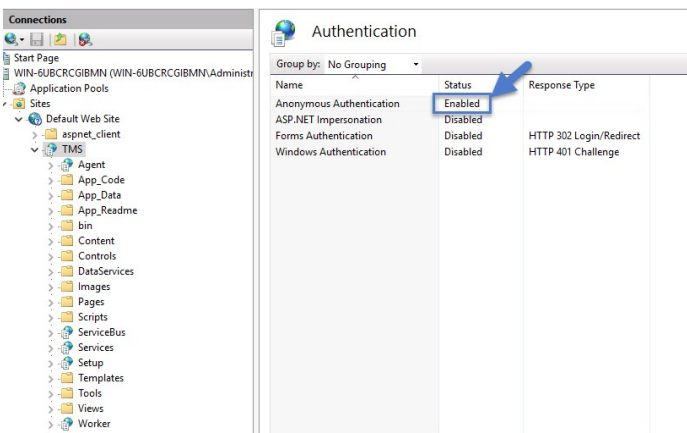 Connections
Start Page
WIN-6UBCRCGIBMN (WIN-6UBCRCGIBMN\Administr
Application Pools
Sites
Default Web Site
aspnet_client
TMS
Agent
App_Code
App_Data
App_Readme
bin
Content
Controls
DataServices
Images
Pages
Scripts
ServiceBus
Services
Setup
Templates
Tools
Views
Worker
Authentication
Group by: No Grouping
Name Status Response Type
Anonymous Authentication Enabled
ASP.NET Impersonation Disabled
Forms Authentication Disabled HTTP 302 Login/Redirect
Windows Authentication Disabled HTTP 401 Challenge